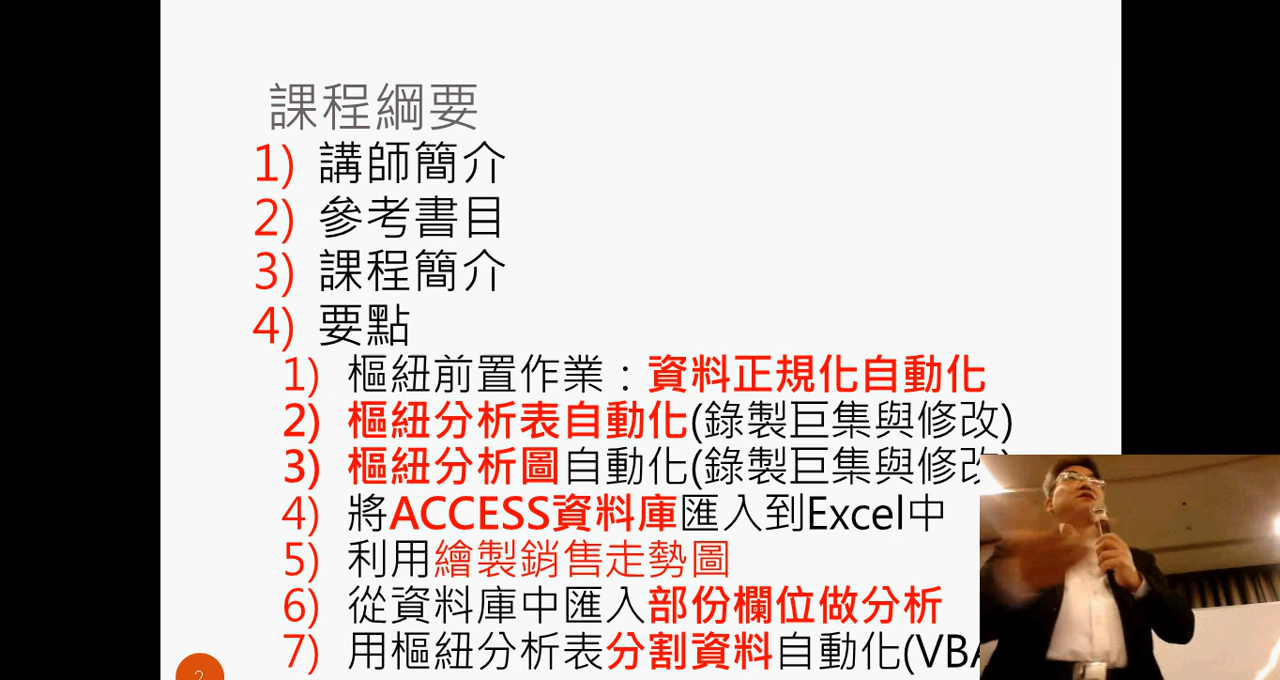 課程綱要
1) 講師簡介
2) 參考書目
3) 課程簡介
4) 要點
1) 樞紐前置作業：資料正規化自動化
2) 樞紐分析表自動化(錄製巨集與修改)
3) 樞紐分析圖自動化(錄製巨集與修改)
4) 將ACCESS資料庫匯入到Excel中
5) 利用繪製銷售走勢圖
6) 從資料庫中匯入部份欄位做分析
7) 用樞紐分析表分割資料自動化(VBA
2